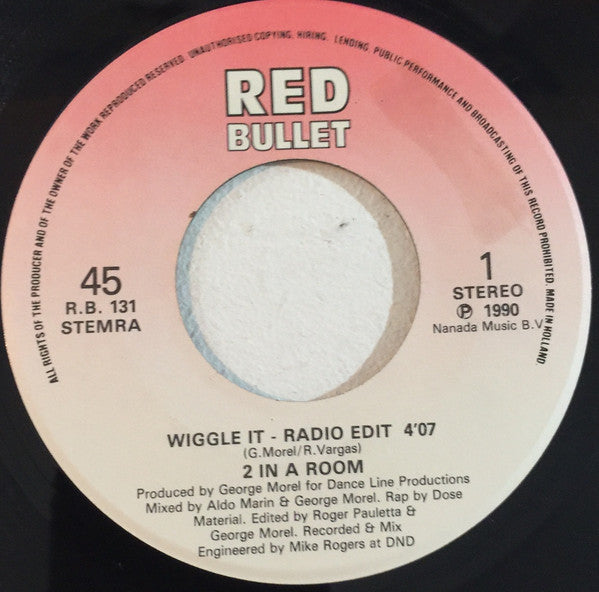 ALL RIGHTS OF THE PRODUCER AND OF THE OWNER OF THE WORK REPRODUCED RESERVED. UNAUTHORISED COPYING, HIRING, LENDING, PUBLIC PERFORMANCE AND BROADCASTING OF THIS RECORD PROHIBITED. MADE IN HOLLAND
RED
BULLET
45
R.B. 131
STEMRA
1
STEREO
℗ 1990
Nanada Music B.V.
WIGGLE IT - RADIO EDIT 4'07
(G.Morel/R.Vargas)
2 IN A ROOM
Produced by George Morel for Dance Line Productions
Mixed by Aldo Marin & George Morel. Rap by Dose
Material. Edited by Roger Pauletta &
George Morel. Recorded & Mix
Engineered by Mike Rogers at DND